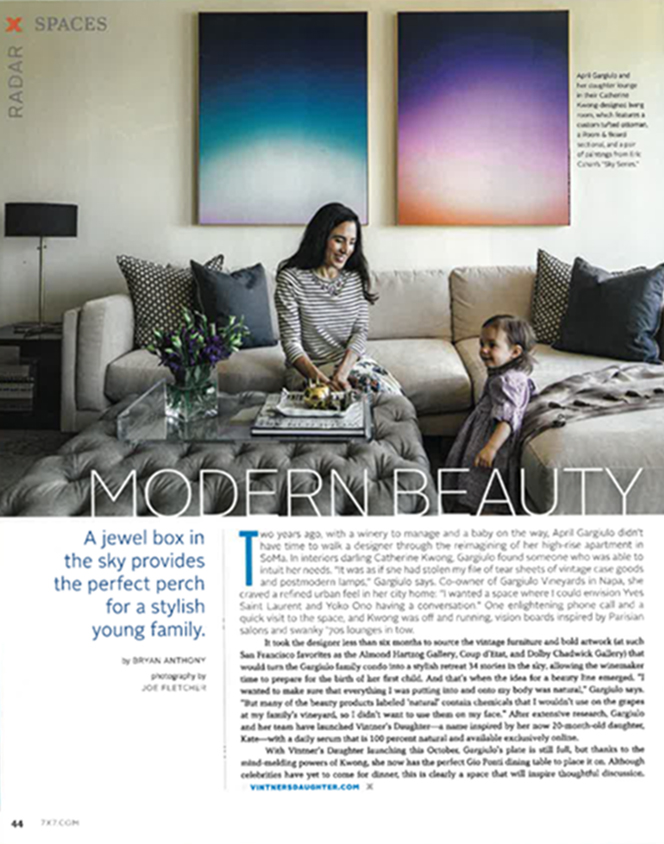 X SPACES
RADAR
April Gargiulo and
her daughter lounge
in their Catherine
Kwong-designed living
room, which features a
custom tufted ottoman,
a Room & Board
sectional, and a pair
of paintings from Eric
Cahan's "Sky Series."
MODERN BEAUTY
A jewel box in
the sky provides
the perfect perch
for a stylish
young family.
by BRYAN ANTHONY
photography by
JOE FLETCHER
Two years ago, with a winery to manage and a baby on the way, April Gargiulo didn't
have time to walk a designer through the reimagining of her high-rise apartment in
SoMa. In interiors darling Catherine Kwong, Gargiulo found someone who was able to
intuit her needs. "It was as if she had stolen my file of tear sheets of vintage case goods
and postmodern lamps," Gargiulo says. Co-owner of Gargiulo Vineyards in Napa, she
craved a refined urban feel in her city home: "I wanted a space where I could envision Yves
Saint Laurent and Yoko Ono having a conversation." One enlightening phone call and a
quick visit to the space, and Kwong was off and running, vision boards inspired by Parisian
salons and swanky '70s lounges in tow.
It took the designer less than six months to source the vintage furniture and bold artwork (at such
San Francisco favorites as the Almond Hartzog Gallery, Coup d'Etat, and Dolby Chadwick Gallery) that
would turn the Gargiulo family condo into a stylish retreat 34 stories in the sky, allowing the winemaker
time to prepare for the birth of her first child. And that's when the idea for a beauty line emerged. "I
wanted to make sure that everything I was putting into and onto my body was natural," Gargiulo says.
"But many of the beauty products labeled 'natural' contain chemicals that I wouldn't use on the grapes
at my family's vineyard, so I didn't want to use them on my face." After extensive research, Gargiulo
and her team have launched Vintner's Daughter—a name inspired by her now 20-month-old daughter,
Kate—with a daily serum that is 100 percent natural and available exclusively online.
With Vintner's Daughter launching this October, Gargiulo's plate is still full, but thanks to the
mind-melding powers of Kwong, she now has the perfect Gio Ponti dining table to place it on. Although
celebrities have yet to come for dinner, this is clearly a space that will inspire thoughtful discussion.
VINTNERSDAUGHTER.COM X
44 7X7.COM